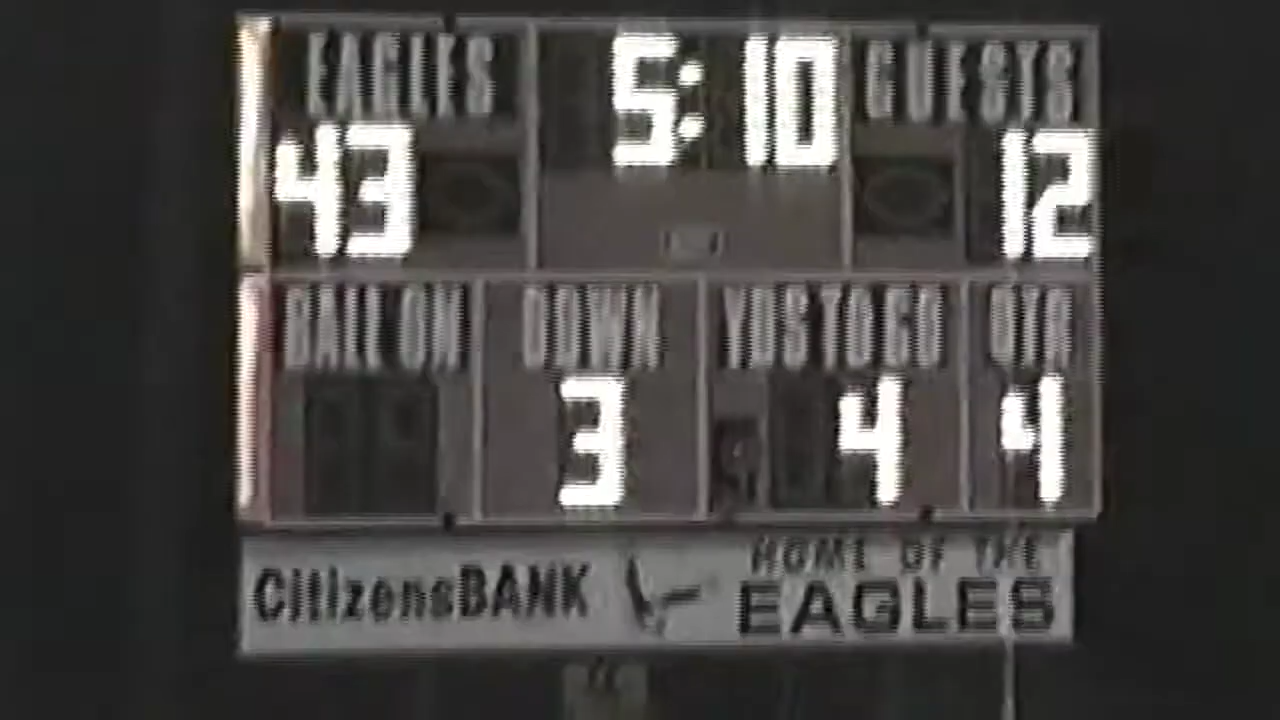 EAGLES 5:10 GUESTS
43 12
BALL ON DOWN YDS TO GO QTR
3 4 4
CitizensBANK HOME OF THE
EAGLES